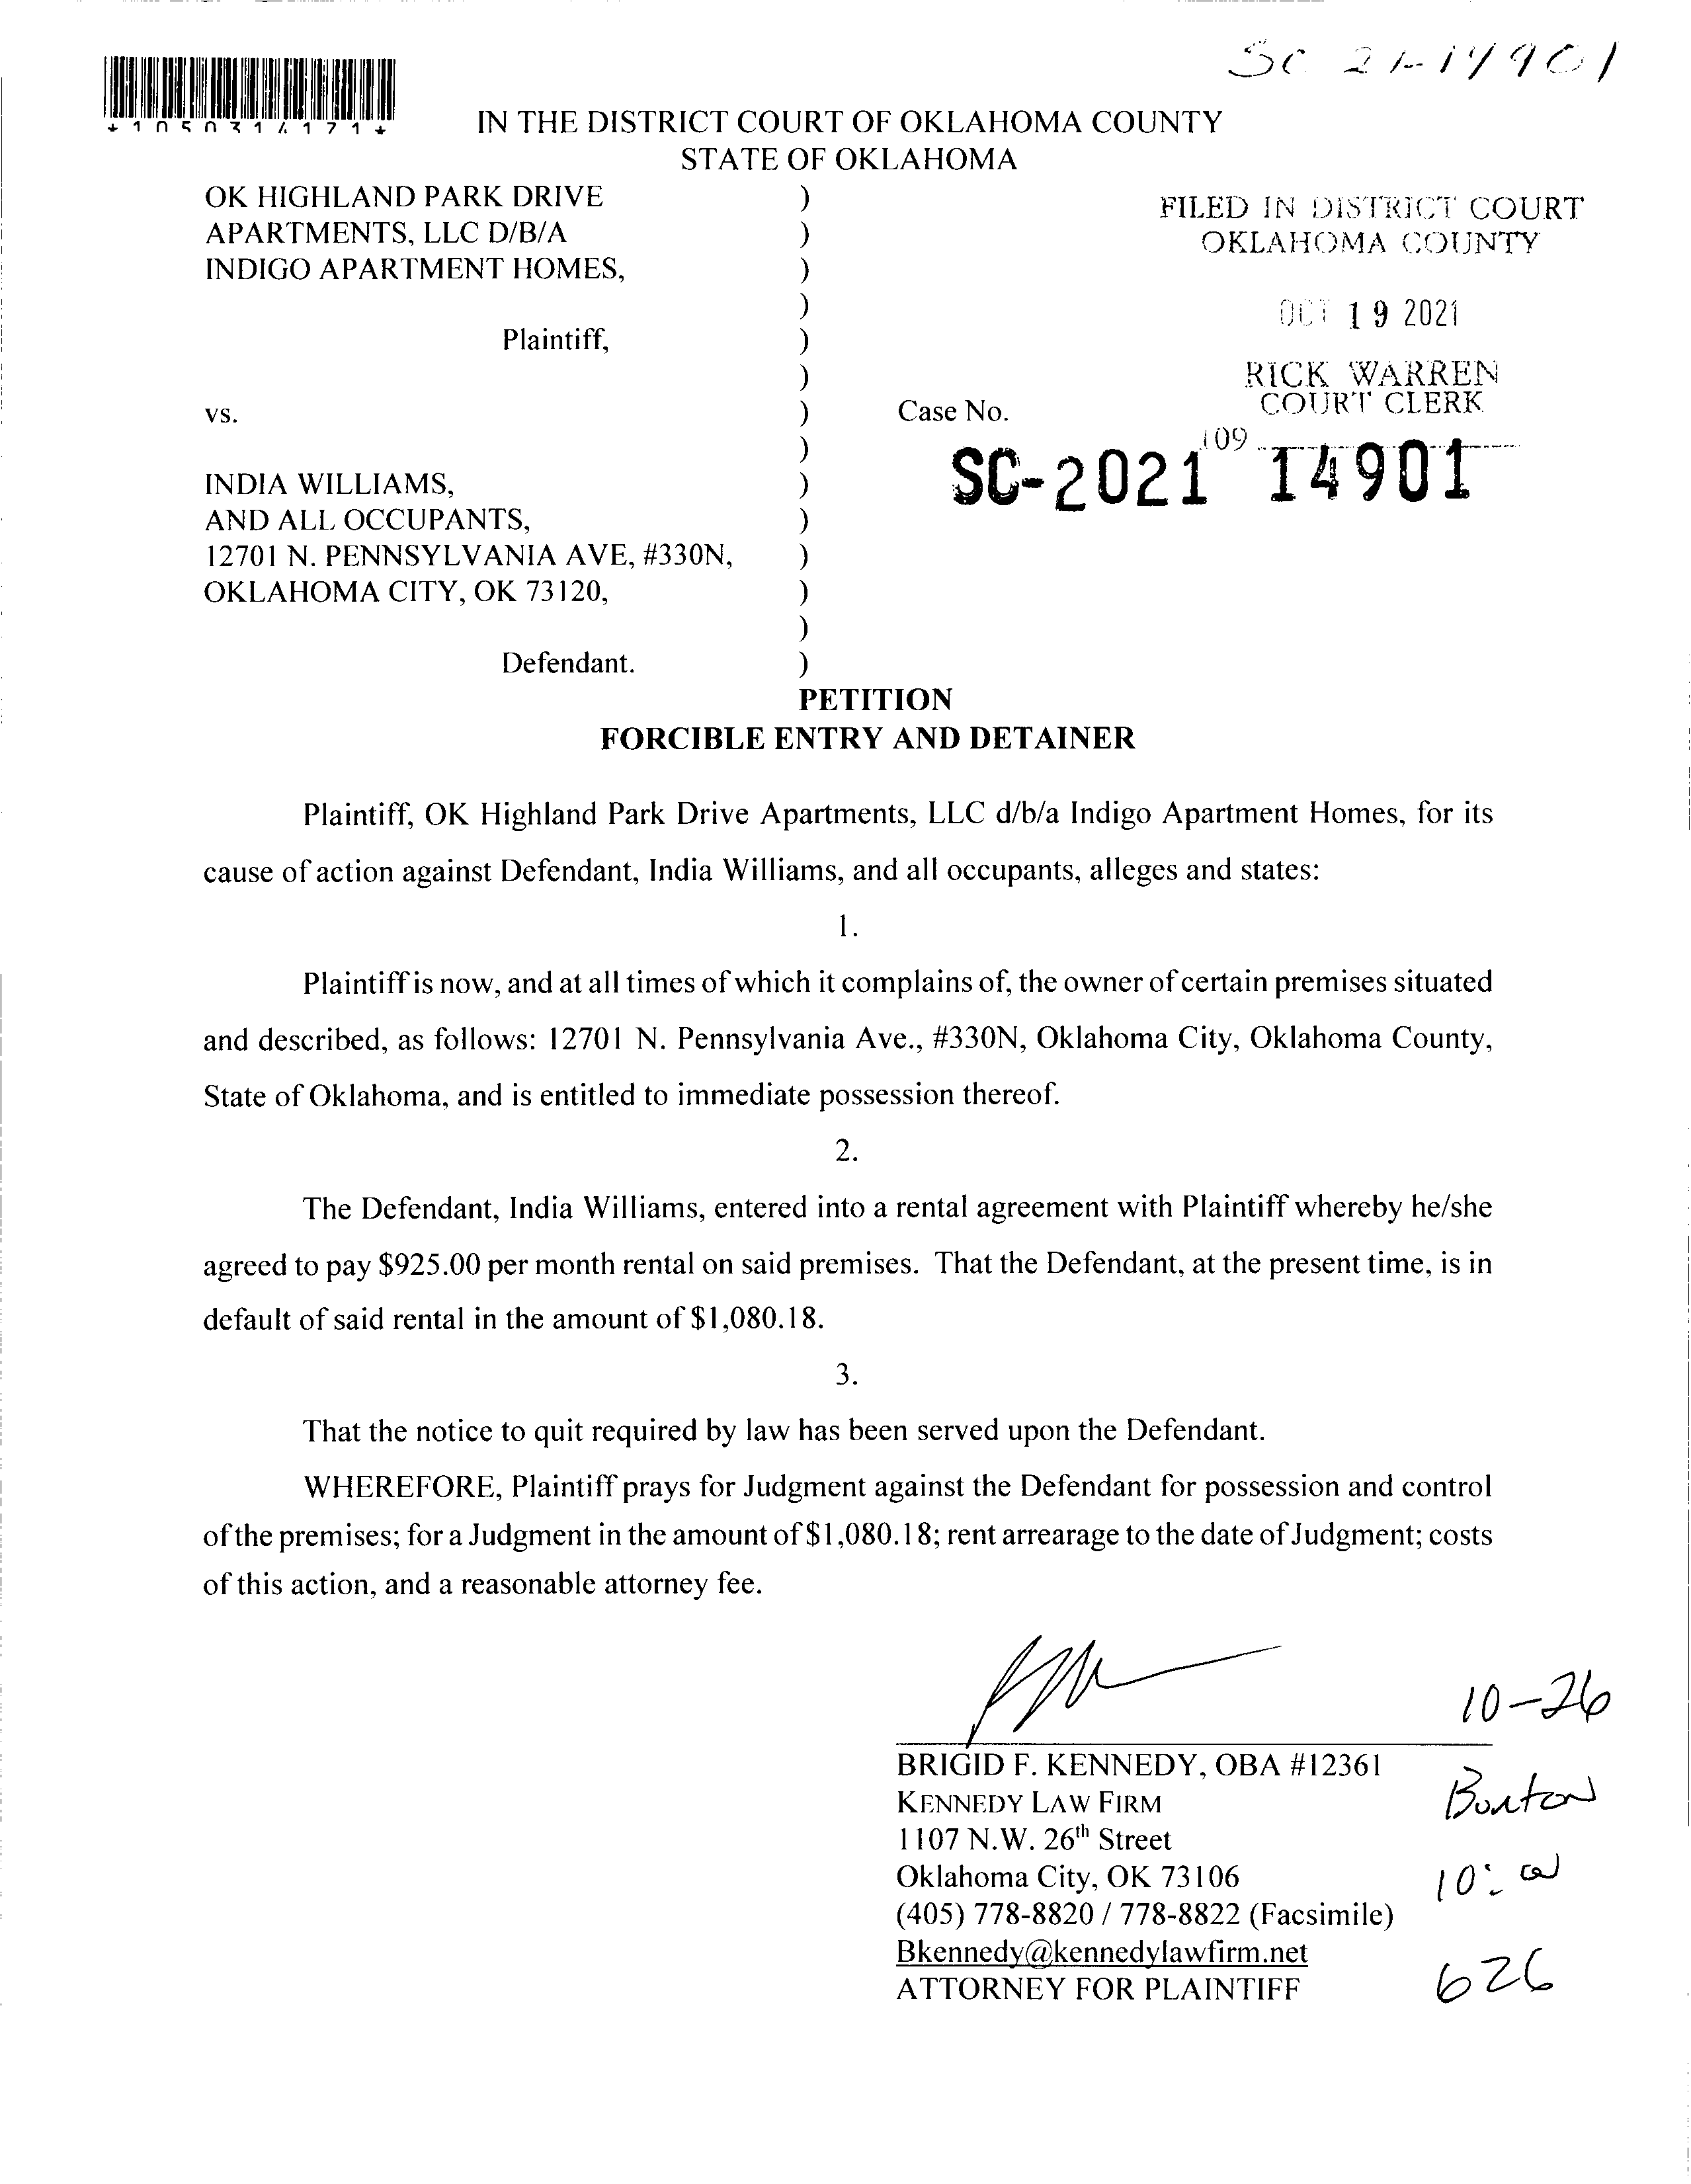 SC 21-14901
*1050314171*
IN THE DISTRICT COURT OF OKLAHOMA COUNTY
STATE OF OKLAHOMA
OK HIGHLAND PARK DRIVE )
APARTMENTS, LLC D/B/A )
INDIGO APARTMENT HOMES, )
)
Plaintiff, )
)
vs. )
)
INDIA WILLIAMS, )
AND ALL OCCUPANTS, )
12701 N. PENNSYLVANIA AVE, #330N, )
OKLAHOMA CITY, OK 73120, )
)
Defendant. )
FILED IN DISTRICT COURT
OKLAHOMA COUNTY
OCT 19 2021
RICK WARREN
COURT CLERK
Case No.
109
SC-2021 14901
PETITION
FORCIBLE ENTRY AND DETAINER
Plaintiff, OK Highland Park Drive Apartments, LLC d/b/a Indigo Apartment Homes, for its
cause of action against Defendant, India Williams, and all occupants, alleges and states:
1.
Plaintiff is now, and at all times of which it complains of, the owner of certain premises situated
and described, as follows: 12701 N. Pennsylvania Ave., #330N, Oklahoma City, Oklahoma County,
State of Oklahoma, and is entitled to immediate possession thereof.
2.
The Defendant, India Williams, entered into a rental agreement with Plaintiff whereby he/she
agreed to pay $925.00 per month rental on said premises. That the Defendant, at the present time, is in
default of said rental in the amount of $1,080.18.
3.
That the notice to quit required by law has been served upon the Defendant.
WHEREFORE, Plaintiff prays for Judgment against the Defendant for possession and control
of the premises; for a Judgment in the amount of $1,080.18; rent arrearage to the date of Judgment; costs
of this action, and a reasonable attorney fee.
BRIGID F. KENNEDY, OBA #12361
KENNEDY LAW FIRM
1107 N.W. 26th Street
Oklahoma City, OK 73106
(405) 778-8820 / 778-8822 (Facsimile)
Bkennedy@kennedylawfirm.net
ATTORNEY FOR PLAINTIFF
10-26
10:00
626